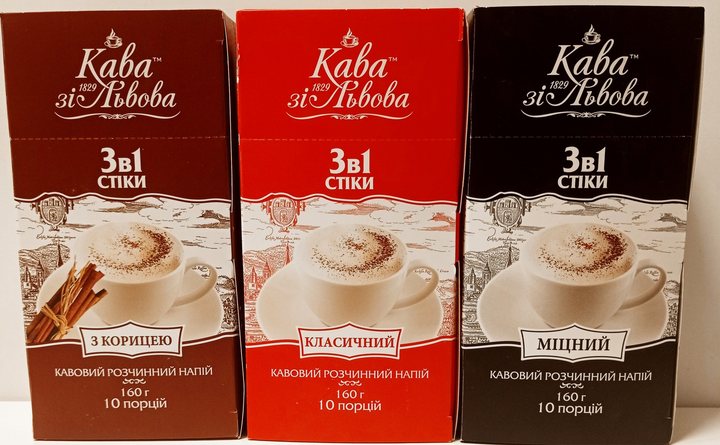 Кава™
1829
зі Львова
3в1
СТІКИ
З КОРИЦЕЮ
КАВОВИЙ РОЗЧИННИЙ НАПІЙ
160 г
10 порцій
Кава™
1829
зі Львова
3в1
СТІКИ
КЛАСИЧНИЙ
КАВОВИЙ РОЗЧИННИЙ НАПІЙ
160 г
10 порцій
Кава™
1829
зі Львова
3в1
СТІКИ
МІЦНИЙ
КАВОВИЙ РОЗЧИННИЙ НАПІЙ
160 г
10 порцій